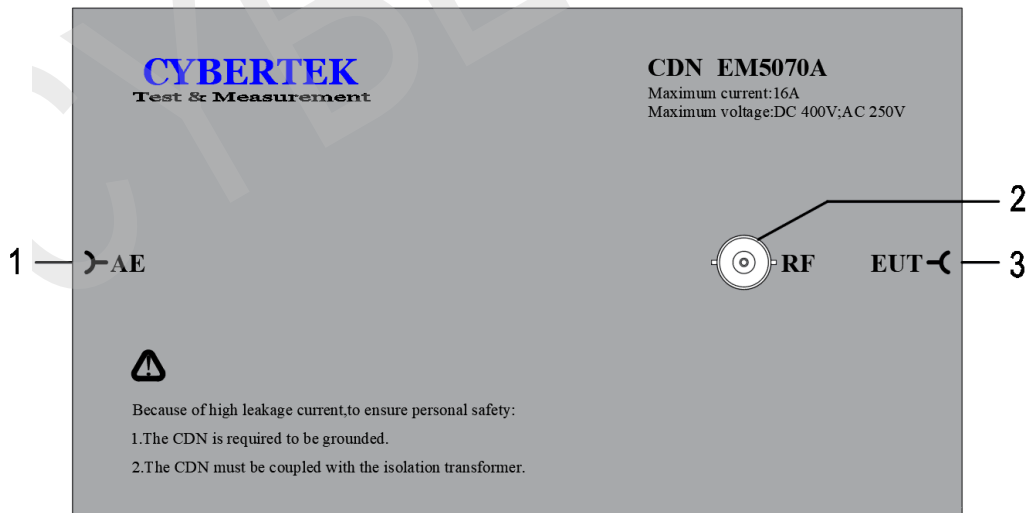 CYBERTEK
Test & Measurement
CDN EM5070A
Maximum current:16A
Maximum voltage:DC 400V;AC 250V
2
1
AE
RF
EUT
3
Because of high leakage current,to ensure personal safety:
1.The CDN is required to be grounded.
2.The CDN must be coupled with the isolation transformer.